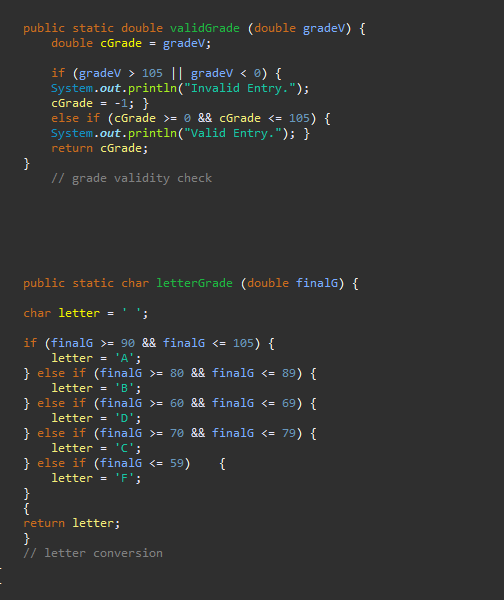 public static double validGrade (double gradeV) {
double cGrade = gradeV;
if (gradeV > 105 || gradeV < 0) {
System.out.println("Invalid Entry.");
cGrade = -1; }
else if (cGrade >= 0 && cGrade <= 105) {
System.out.println("Valid Entry."); }
return cGrade;
}
// grade validity check
public static char letterGrade (double finalG) {
char letter = ' ';
if (finalG >= 90 && finalG <= 105) {
letter = 'A';
} else if (finalG >= 80 && finalG <= 89) {
letter = 'B';
} else if (finalG >= 60 && finalG <= 69) {
letter = 'D';
} else if (finalG >= 70 && finalG <= 79) {
letter = 'C';
} else if (finalG <= 59)    {
letter = 'F';
}
{
return letter;
}
// letter conversion